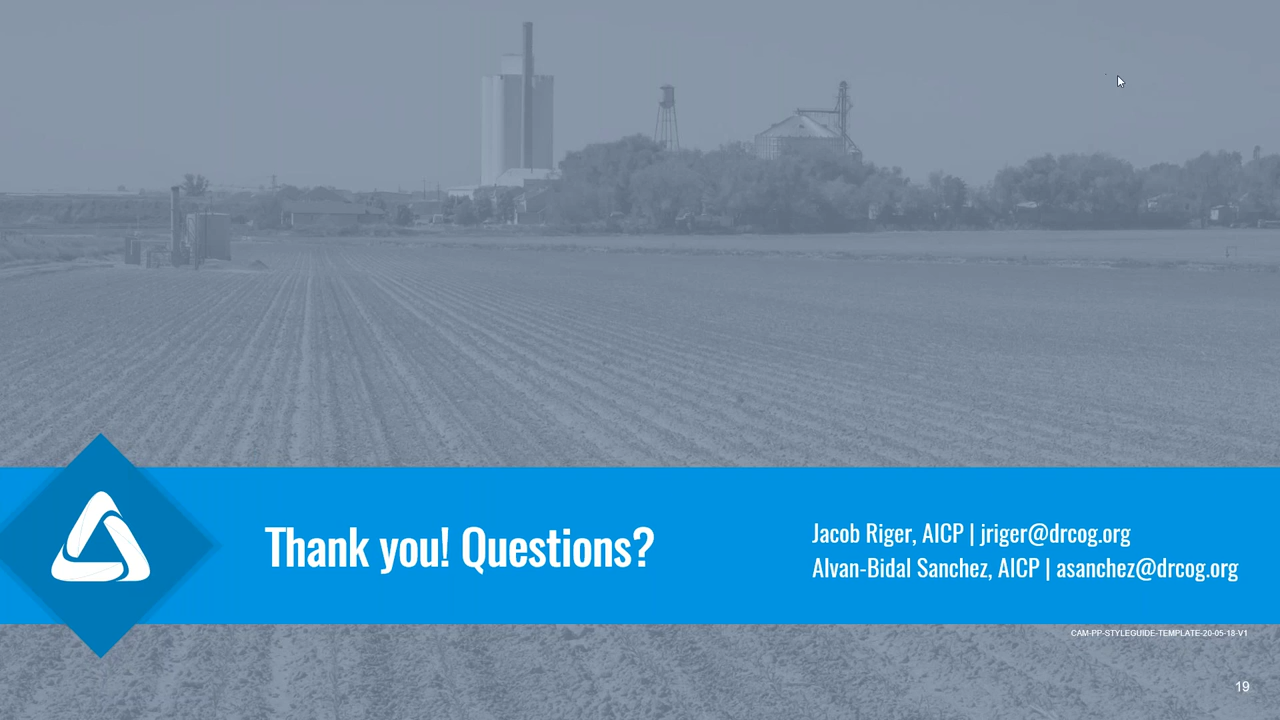 Thank you! Questions?
Jacob Riger, AICP | jriger@drcog.org
Alvan-Bidal Sanchez, AICP | asanchez@drcog.org
CAM-PP-STYLEGUIDE-TEMPLATE-20-05-18-V1
19